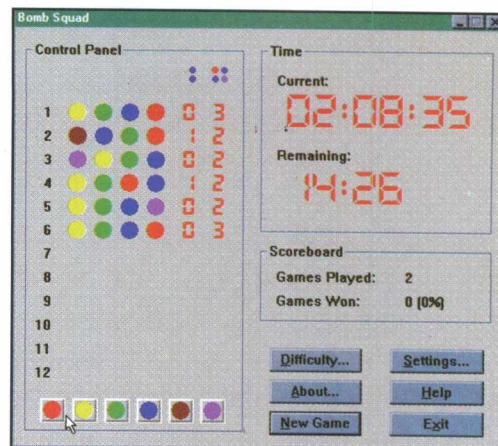 Bomb Squad
Control Panel
1 0 3
2 1 2
3 0 2
4 1 2
5 0 2
6 0 3
7
8
9
10
11
12
Time
Current:
02:08:35
Remaining:
14:26
Scoreboard
Games Played: 2
Games Won: 0 (0%)
Difficulty... Settings...
About... Help
New Game Exit